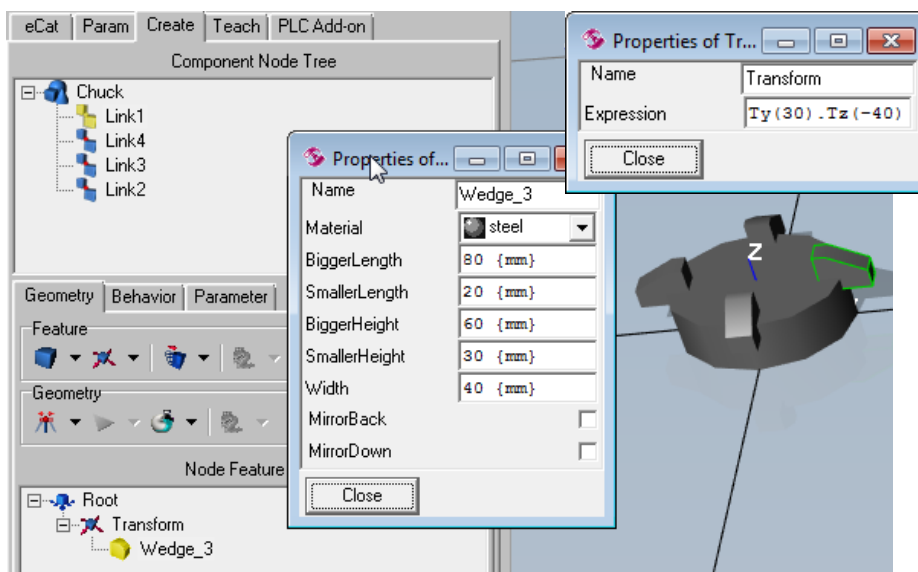 eCat Param Create Teach PLC Add-on
Component Node Tree
Chuck
Link1
Link4
Link3
Link2
Geometry Behavior Parameter
Feature
Geometry
Node Feature
Root
Transform
Wedge_3
Properties of...
Name Wedge_3
Material steel
BiggerLength 80 {mm}
SmallerLength 20 {mm}
BiggerHeight 60 {mm}
SmallerHeight 30 {mm}
Width 40 {mm}
MirrorBack
MirrorDown
Close
Properties of Tr...
Name Transform
Expression Ty(30).Tz(-40)
Close
Z